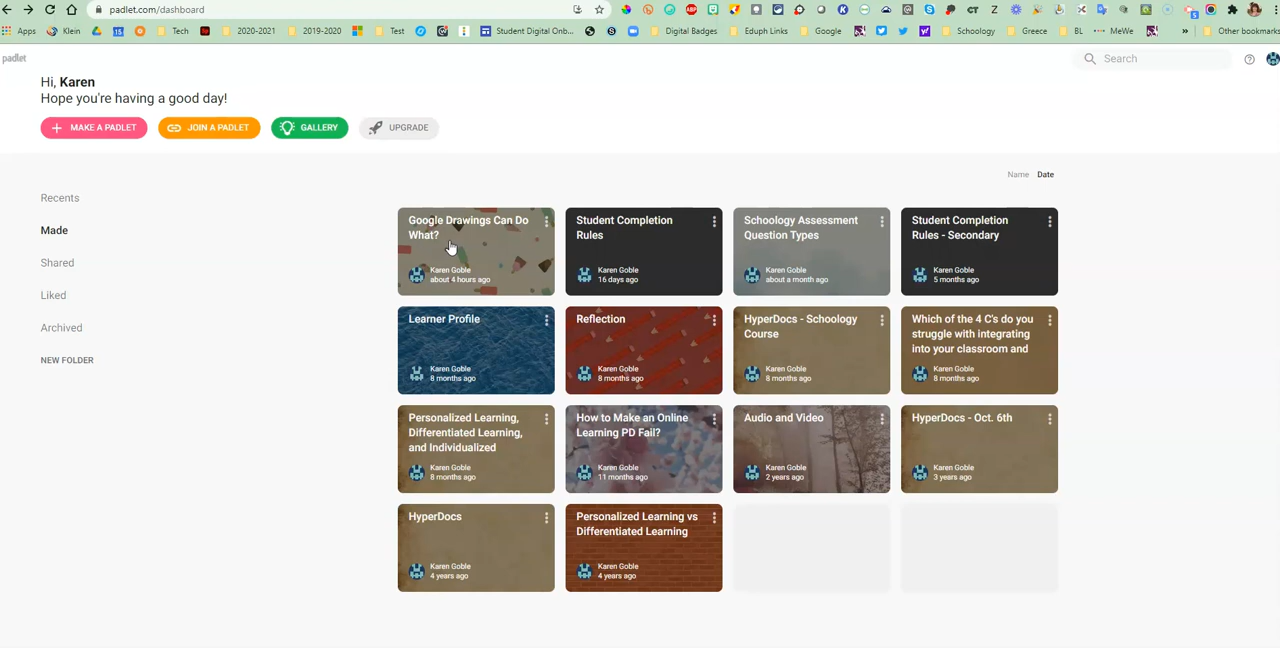 padlet.com/dashboard
Apps Klein Tech 2020-2021 2019-2020 Test Student Digital Onb... Digital Badges Eduph Links Google Schoology Greece BL MeWe » Other bookmarks
padlet
Search
Hi, Karen
Hope you're having a good day!
MAKE A PADLET JOIN A PADLET GALLERY UPGRADE
Name Date
Recents
Made
Shared
Liked
Archived
NEW FOLDER
Google Drawings Can Do
What?
Karen Goble
about 4 hours ago
Student Completion
Rules
Karen Goble
16 days ago
Schoology Assessment
Question Types
Karen Goble
about a month ago
Student Completion
Rules - Secondary
Karen Goble
5 months ago
Learner Profile
Karen Goble
8 months ago
Reflection
Karen Goble
8 months ago
HyperDocs - Schoology
Course
Karen Goble
8 months ago
Which of the 4 C's do you
struggle with integrating
into your classroom and
Karen Goble
8 months ago
Personalized Learning,
Differentiated Learning,
and Individualized
Karen Goble
8 months ago
How to Make an Online
Learning PD Fail?
Karen Goble
11 months ago
Audio and Video
Karen Goble
2 years ago
HyperDocs - Oct. 6th
Karen Goble
3 years ago
HyperDocs
Karen Goble
4 years ago
Personalized Learning vs
Differentiated Learning
Karen Goble
4 years ago